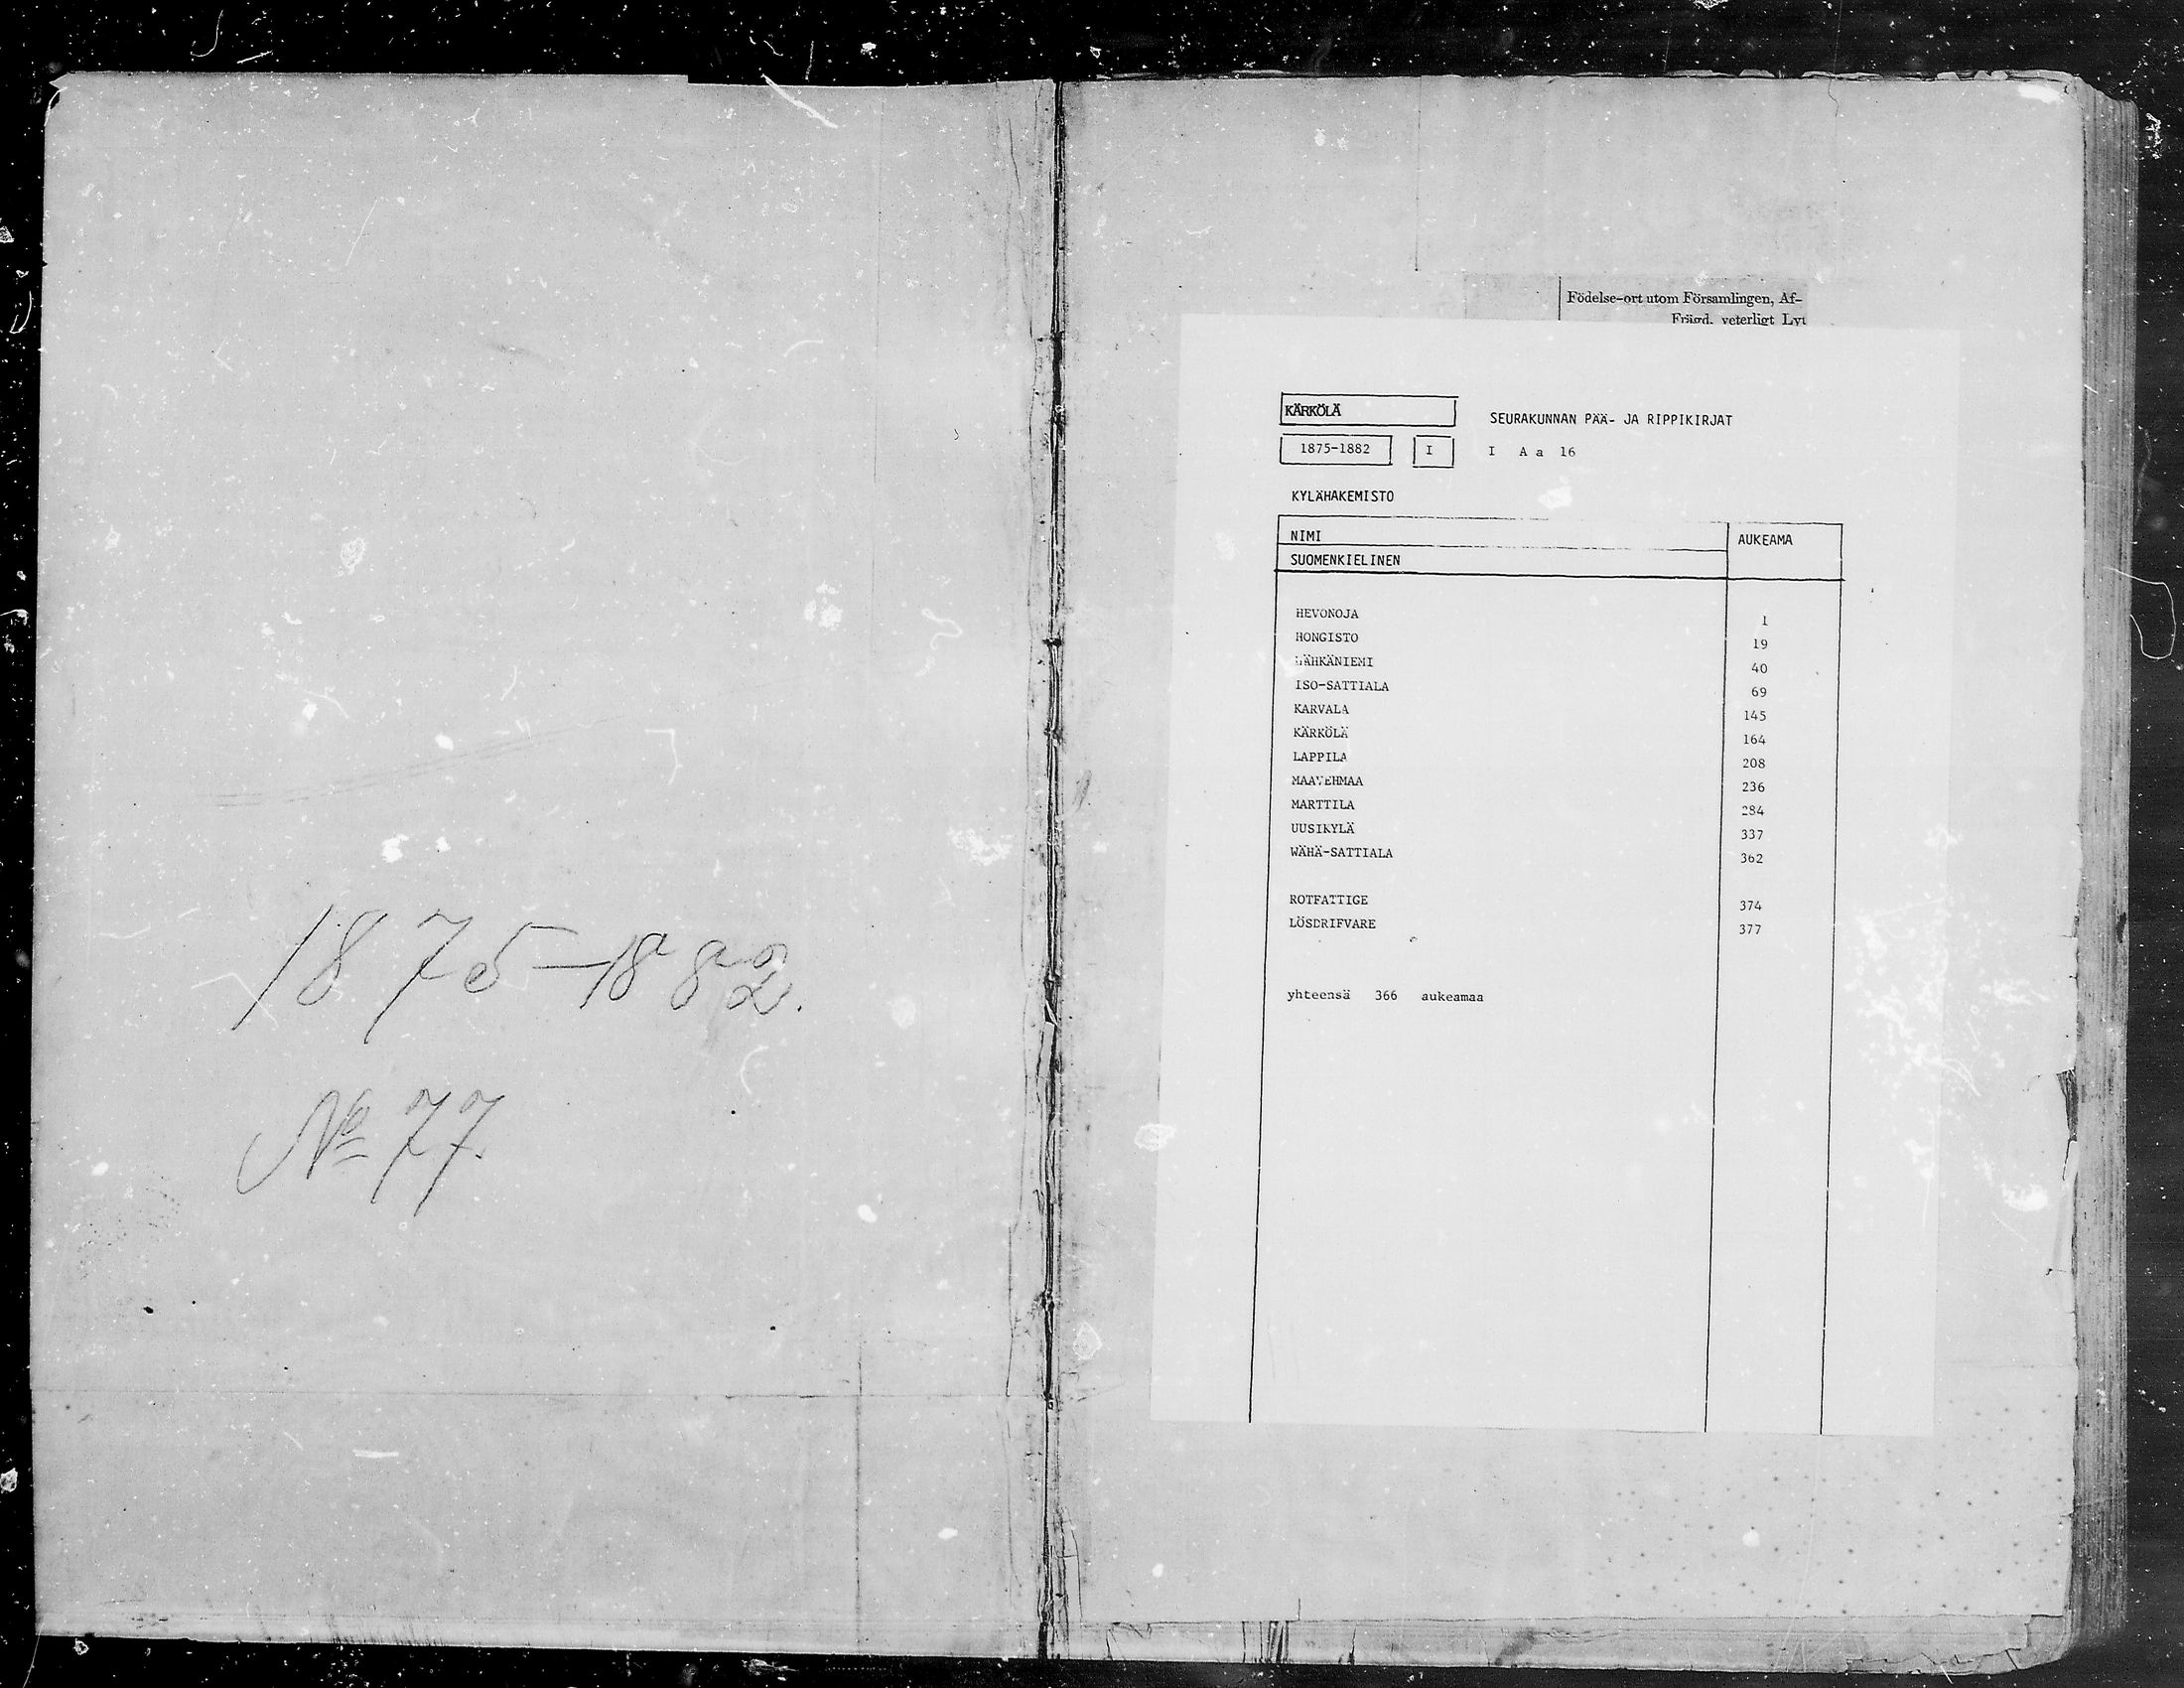 1875-1882.
№ 77.
Födelse-ort utom Församlingen, Af-
Frägd, veterligt Lyt
KÄRKÖLÄ
SEURAKUNNAN PÄÄ- JA RIPPIKIRJAT
1875-1882 I I A a 16
KYLÄHAKEMISTO
NIMI AUKEAMA
SUOMENKIELINEN
HEVONOJA 1
HONGISTO 19
40
ISO-SATTIALA 69
KARVALA 145
KÄRKÖLÄ 164
LAPPILA 208
MAAVEHMAA 236
MARTTILA 284
UUSIKYLÄ 337
WÄHÄ-SATTIALA 362
ROTFATTIGE 374
LÖSDRIFVARE 377
yhteensä 366 aukeamaa